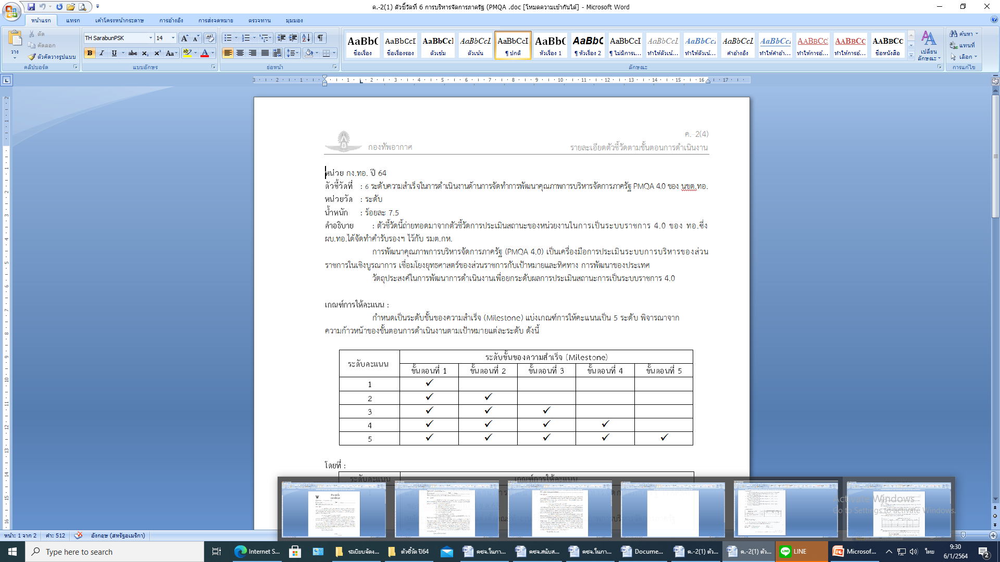 ค.-2(1) ตัวชี้วัดที่ 6 การบริหารจัดการภาครัฐ (PMQA .doc [โหมดความเข้ากันได้] - Microsoft Word
หน้าแรก แทรก เค้าโครงหน้ากระดาษ การอ้างอิง การส่งจดหมาย ตรวจทาน มุมมอง
วาง ตัด คัดลอก ตัวคัดวางรูปแบบ
คลิปบอร์ด
TH SarabunPSK 14
แบบอักษร
ย่อหน้า
ชื่อเรื่อง ชื่อเรื่องรอง ตัวเข้ม ตัวเน้น ¶ ปกติ หัวเรื่อง 1 ¶ หัวเรื่อง 2 ¶ ไม่มีการเ... ทำให้ตัวเน้... ทำให้ตัวเน้... คำอ้างอิง ทำให้คำอ้า... ทำให้การอ้... ทำให้การอ้... ชื่อหนังสือ
ลักษณะ
เปลี่ยนลักษณะ
ค้นหา แทนที่ เลือก
การแก้ไข
ค.-2(4)
กองทัพอากาศ รายละเอียดตัวชี้วัดตามขั้นตอนการดำเนินงาน
หน่วย กง.ทอ. ปี 64
ตัวชี้วัดที่ : 6 ระดับความสำเร็จในการดำเนินงานด้านการจัดทำการพัฒนาคุณภาพการบริหารจัดการภาครัฐ PMQA 4.0 ของ นขต.ทอ.
หน่วยวัด : ระดับ
น้ำหนัก : ร้อยละ 7.5
คำอธิบาย : ตัวชี้วัดนี้ถ่ายทอดมาจากตัวชี้วัดการประเมินสถานะของหน่วยงานในการเป็นระบบราชการ 4.0 ของ ทอ.ซึ่ง
ผบ.ทอ.ได้จัดทำคำรับรองฯ ไว้กับ รมต.กห.
การพัฒนาคุณภาพการบริหารจัดการภาครัฐ (PMQA 4.0) เป็นเครื่องมือการประเมินระบบการบริหารของส่วน
ราชการในเชิงบูรณาการ เชื่อมโยงยุทธศาสตร์ของส่วนราชการกับเป้าหมายและทิศทาง การพัฒนาของประเทศ
วัตถุประสงค์ในการพัฒนาการดำเนินงานเพื่อยกระดับผลการประเมินสถานะการเป็นระบบราชการ 4.0
เกณฑ์การให้คะแนน :
กำหนดเป็นระดับขั้นของความสำเร็จ (Milestone) แบ่งเกณฑ์การให้คะแนนเป็น 5 ระดับ พิจารณาจาก
ความก้าวหน้าของขั้นตอนการดำเนินงานตามเป้าหมายแต่ละระดับ ดังนี้
ระดับคะแนน ระดับขั้นของความสำเร็จ (Milestone)
ขั้นตอนที่ 1 ขั้นตอนที่ 2 ขั้นตอนที่ 3 ขั้นตอนที่ 4 ขั้นตอนที่ 5
1 ✓
2 ✓ ✓
3 ✓ ✓ ✓
4 ✓ ✓ ✓ ✓
5 ✓ ✓ ✓ ✓ ✓
โดยที่ :
ระดับคะแนน เกณฑ์การให้คะแนน
Activate Windows
Go to Settings to activate Windows.
หน้า: 1 จาก 2 คำ: 512 อังกฤษ (สหรัฐอเมริกา)
Type here to search
Internet S... ระเบียบจัดง... ตัวชี้วัด ปี64 คซจ.ในกา... คซจ.สนับส... คซจ.ในกา... Docume... ค.-2(1) ตัว... ค.-2(1) ตัว... LINE Microsof...
ไทย
9:30
6/1/2564
2